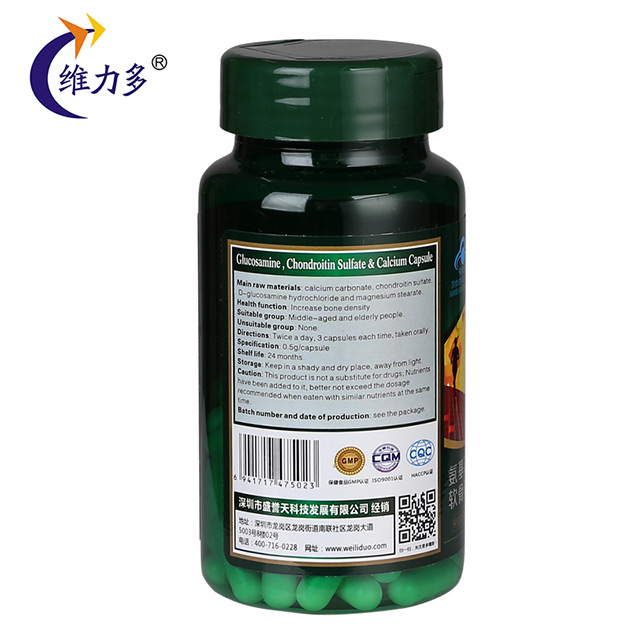 维力多®
Glucosamine, Chondroitin Sulfate & Calcium Capsule
Main raw materials: calcium carbonate, chondroitin sulfate,
D-glucosamine hydrochloride and magnesium stearate.
Health function: Increase bone density
Suitable group: Middle-aged and elderly people.
Unsuitable group: None.
Directions: Twice a day, 3 capsules each time, taken orally.
Specification: 0.5g/capsule
Shelf life: 24 months.
Storage: Keep in a shady and dry place, away from light.
Caution: This product is not a substitute for drugs; Nutrients
have been added to it, better not exceed the dosage
recommended when eaten with similar nutrients at the same
time.
Batch number and date of production: see the package.
6 941717 475023
GMP
保健食品GMP认证
CQM
ISO9001认证
CQC
HACCP认证
深圳市盛誉天科技发展有限公司 经销
地址：深圳市龙岗区龙岗街道南联社区龙岗大道
5003号8楼02号
电话：400-716-0228 网址：www.weiliduo.com
扫一扫
氨
软